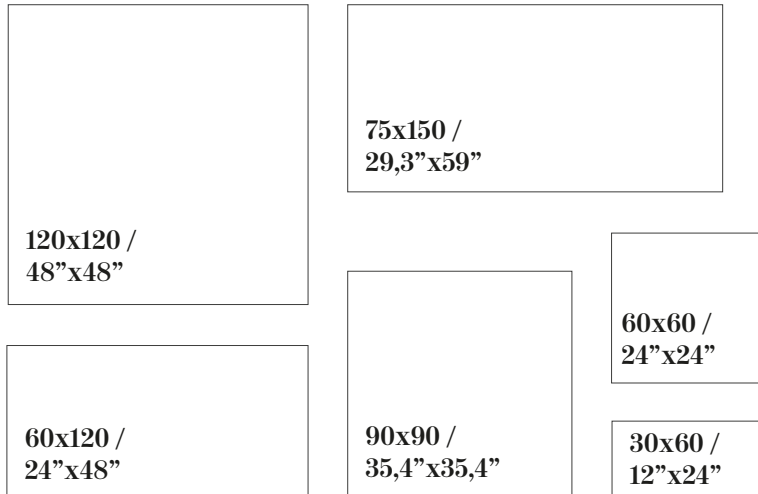 120x120 /
48”x48”
75x150 /
29,3”x59”
60x60 /
24”x24”
60x120 /
24”x48”
90x90 /
35,4”x35,4”
30x60 /
12”x24”